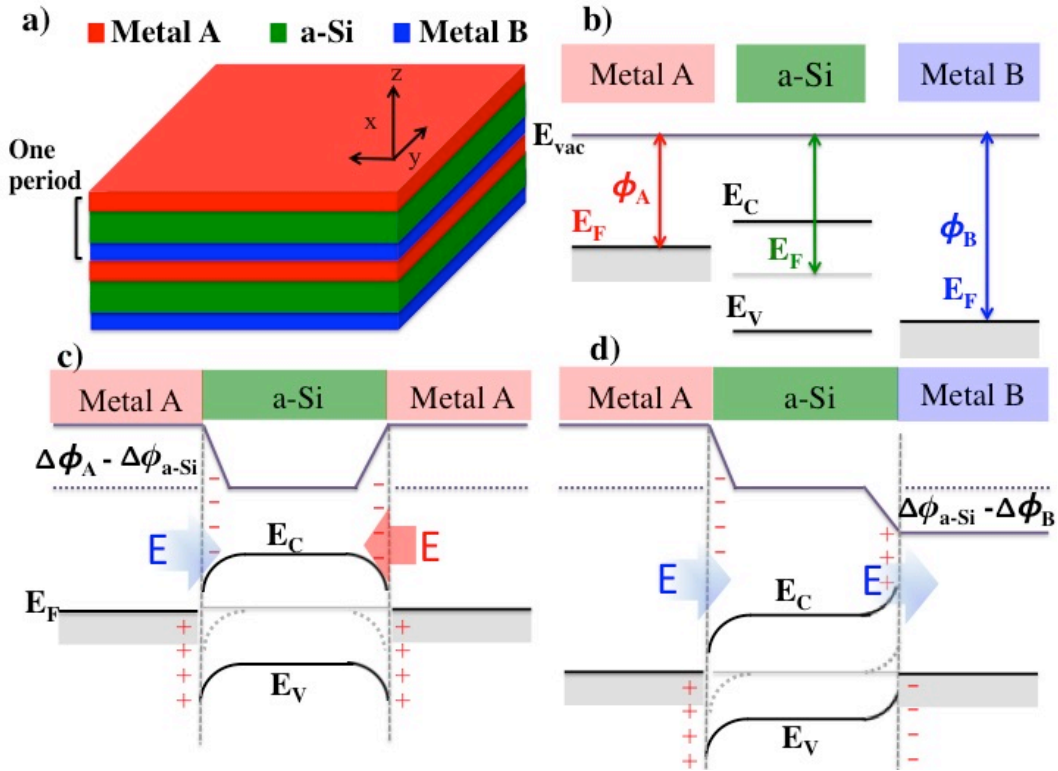 a)
Metal A a-Si Metal B
z
x
y
One
period
b)
Metal A a-Si Metal B
E_vac
ϕ_A
E_C
ϕ_B
E_F
E_F
E_F
E_V
c)
Metal A a-Si Metal A
Δϕ_A - Δϕ_a-Si
- - - -
- - - -
E E_C E
E_F
+ + + +
+ + + +
E_V
d)
Metal A a-Si Metal B
Δϕ_a-Si - Δϕ_B
- - - -
+ + + +
E E_C E
+ + + +
- - - -
E_V